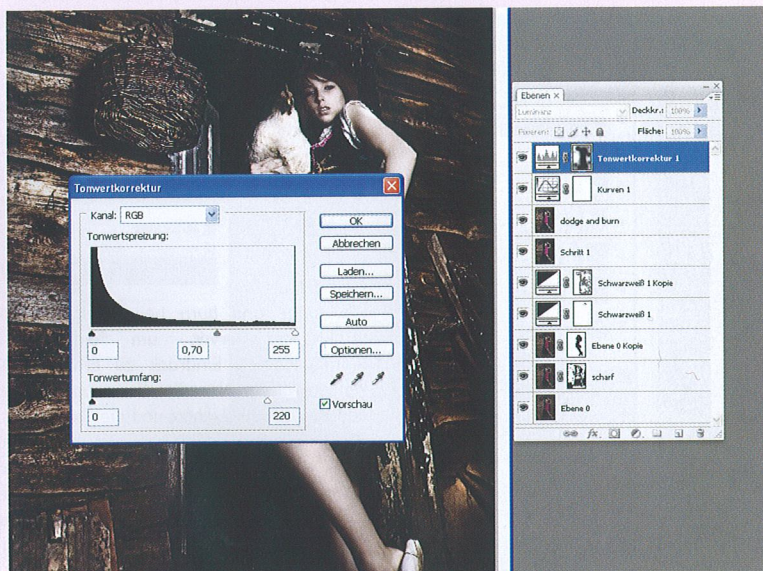 Tonwertkorrektur
Kanal: RGB
Tonwertspreizung:
0 0,70 255
Tonwertumfang:
0 220
OK
Abbrechen
Laden...
Speichern...
Auto
Optionen...
Vorschau
Ebenen ×
Luminanz Deckkr.: 100%
Fixieren: Fläche: 100%
Tonwertkorrektur 1
Kurven 1
dodge and burn
Schritt 1
Schwarzweiß 1 Kopie
Schwarzweiß 1
Ebene 0 Kopie
scharf
Ebene 0
fx.